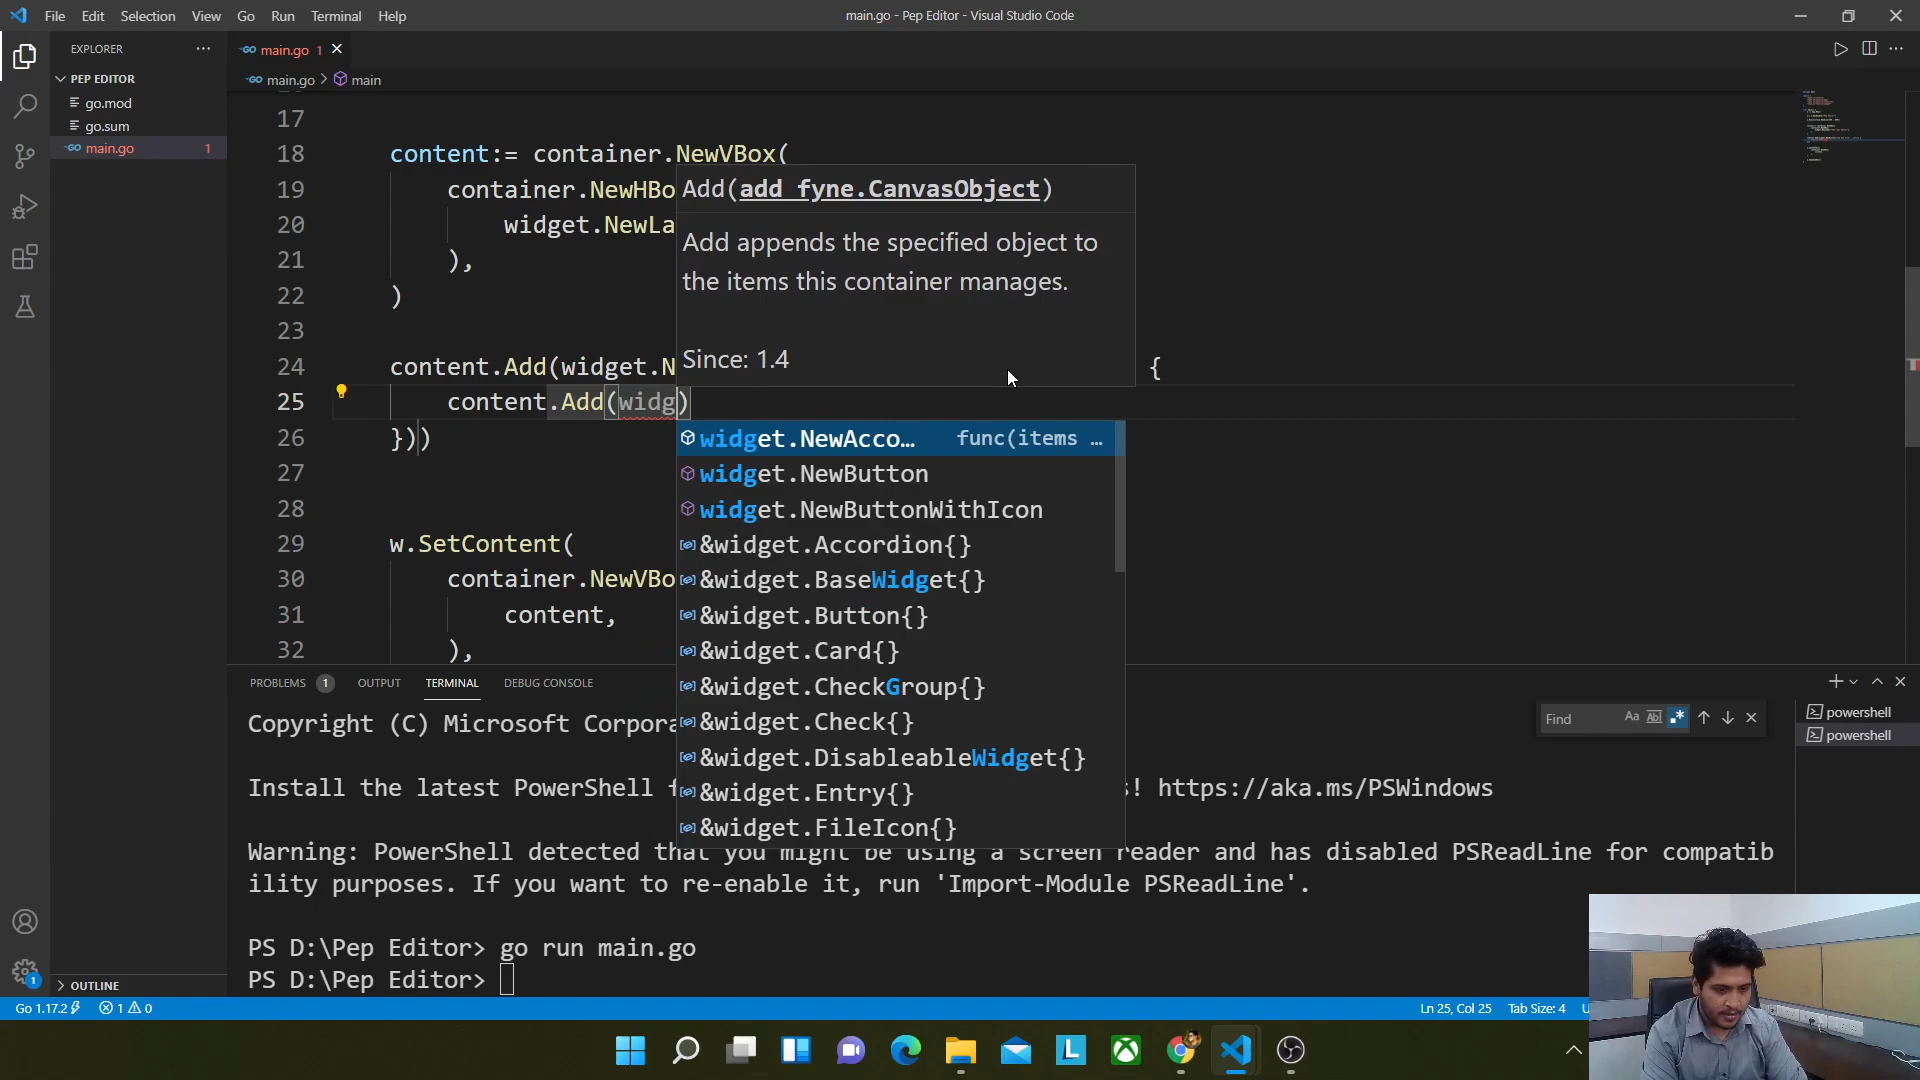 File Edit Selection View Go Run Terminal Help
main.go - Pep Editor - Visual Studio Code
EXPLORER
main.go 1
PEP EDITOR
main.go > main
go.mod
go.sum
main.go 1
17
18 content:= container.NewVBox(
19 container.NewHBo
20 widget.NewLa
21 ),
22 )
23
24 content.Add(widget.N {
25 content.Add(widg)
26 }))
27
28
29 w.SetContent(
30 container.NewVBo
31 content,
32 ),
Add(add fyne.CanvasObject)
Add appends the specified object to
the items this container manages.
Since: 1.4
widget.NewAcco… func(items …
widget.NewButton
widget.NewButtonWithIcon
&widget.Accordion{}
&widget.BaseWidget{}
&widget.Button{}
&widget.Card{}
&widget.CheckGroup{}
&widget.Check{}
&widget.DisableableWidget{}
&widget.Entry{}
&widget.FileIcon{}
PROBLEMS 1 OUTPUT TERMINAL DEBUG CONSOLE
Find Aa Abl
powershell
powershell
Copyright (C) Microsoft Corpora
Install the latest PowerShell f s! https://aka.ms/PSWindows
Warning: PowerShell detected that you might be using a screen reader and has disabled PSReadLine for compatib
ility purposes. If you want to re-enable it, run 'Import-Module PSReadLine'.
PS D:\Pep Editor> go run main.go
PS D:\Pep Editor>
OUTLINE
1
Go 1.17.2 1 0 Ln 25, Col 25 Tab Size: 4 U